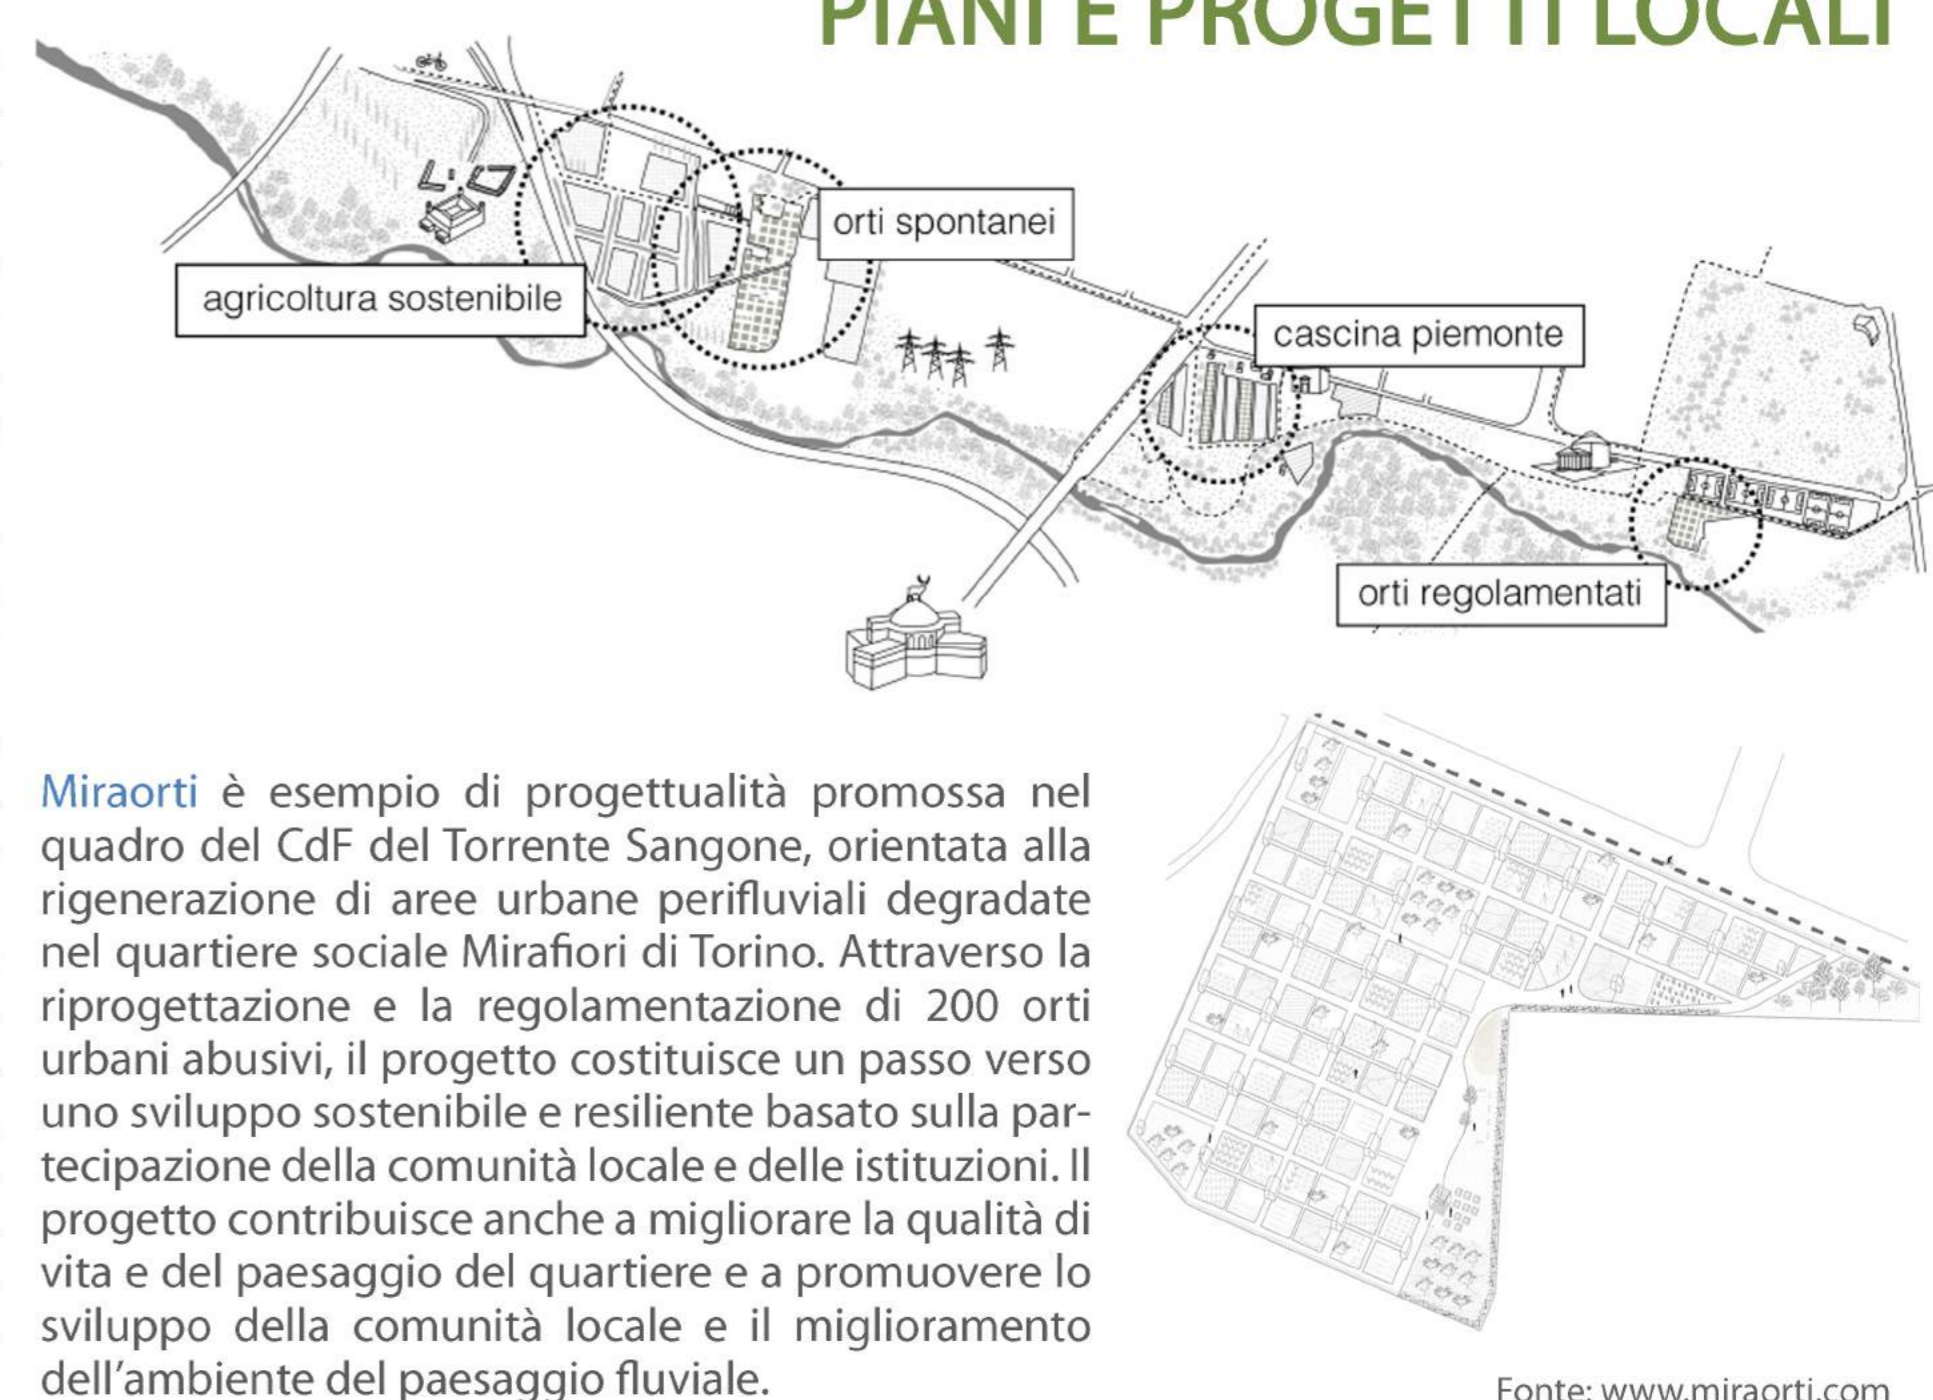 PIANI E PROGETTI LOCALI
orti spontanei
agricoltura sostenibile
cascina piemonte
orti regolamentati
Miraorti è esempio di progettualità promossa nel
quadro del CdF del Torrente Sangone, orientata alla
rigenerazione di aree urbane perifluviali degradate
nel quartiere sociale Mirafiori di Torino. Attraverso la
riprogettazione e la regolamentazione di 200 orti
urbani abusivi, il progetto costituisce un passo verso
uno sviluppo sostenibile e resiliente basato sulla par-
tecipazione della comunità locale e delle istituzioni. Il
progetto contribuisce anche a migliorare la qualità di
vita e del paesaggio del quartiere e a promuovere lo
sviluppo della comunità locale e il miglioramento
dell'ambiente del paesaggio fluviale.
Fonte: www.miraorti.com